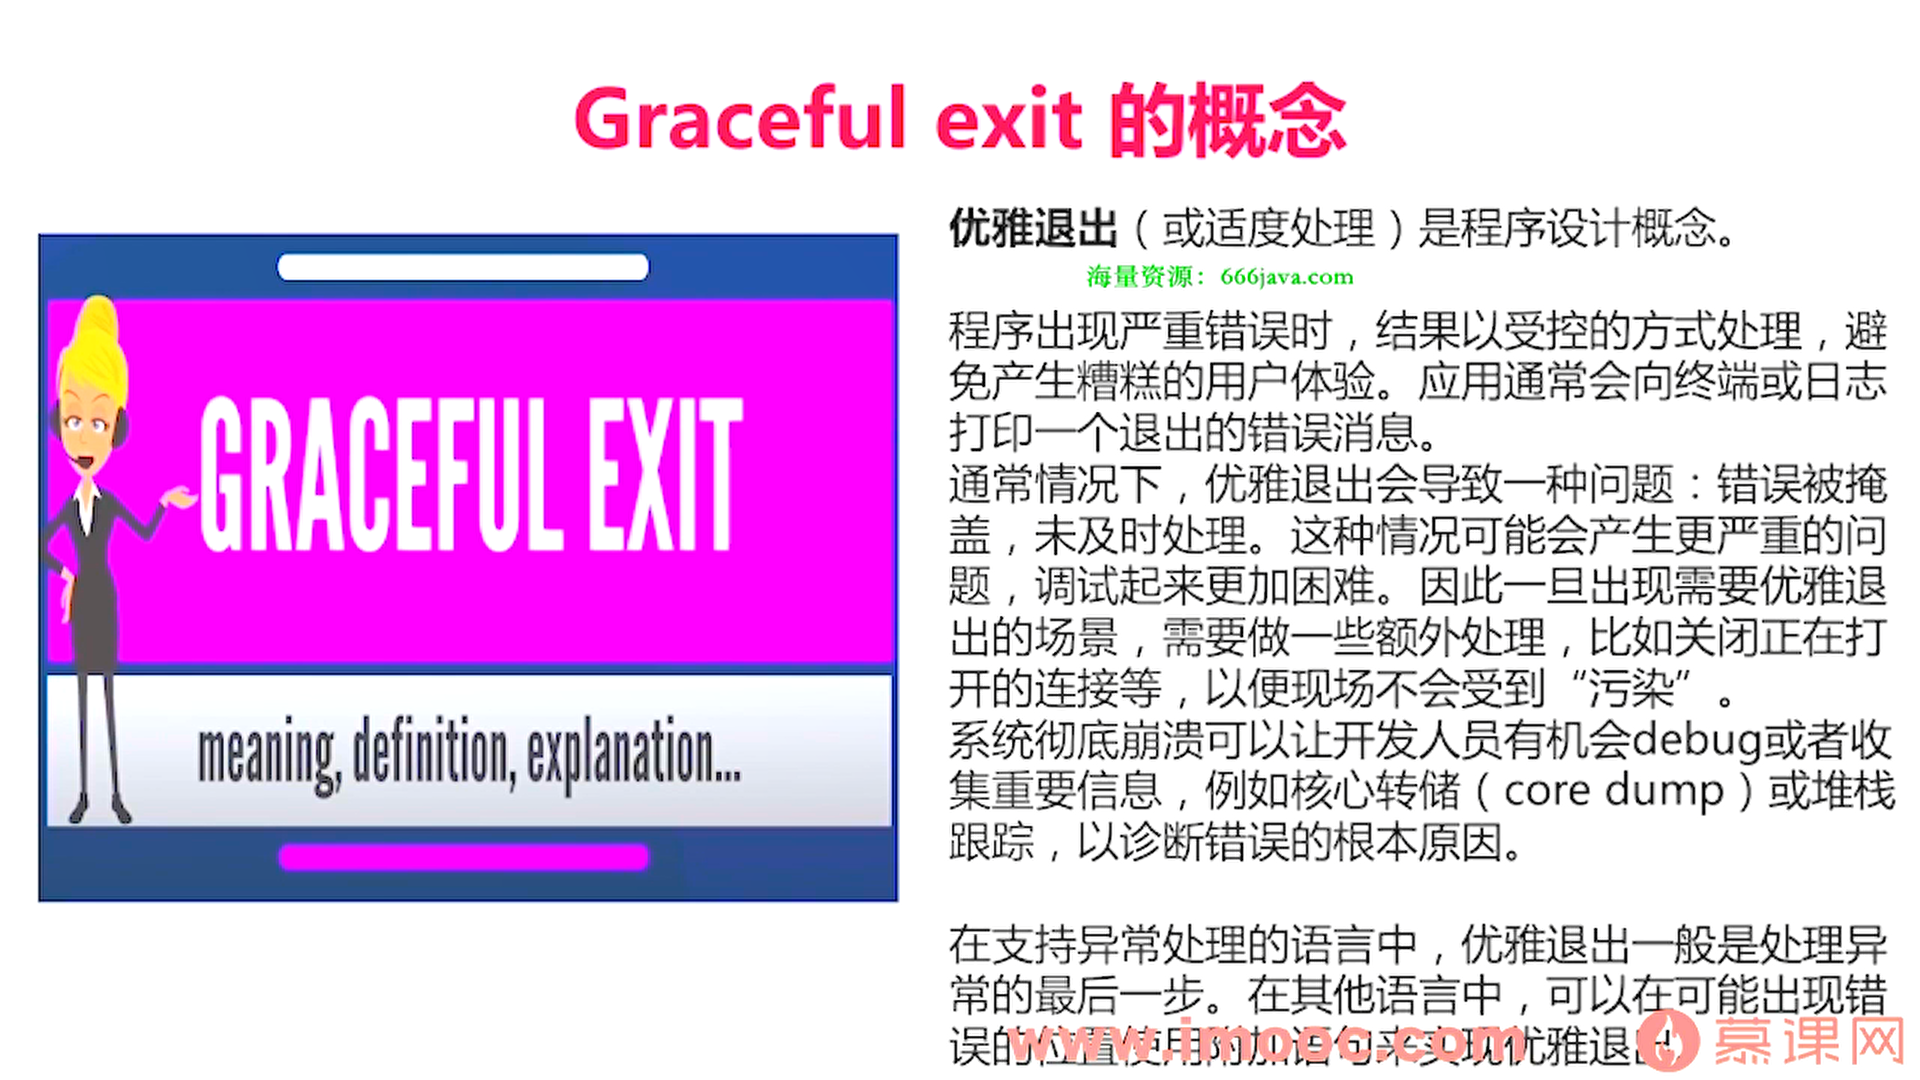 Graceful exit 的概念
GRACEFUL EXIT
meaning, definition, explanation...
优雅退出（或适度处理）是程序设计概念。
海量资源：666java.com
程序出现严重错误时，结果以受控的方式处理，避
免产生糟糕的用户体验。应用通常会向终端或日志
打印一个退出的错误消息。
通常情况下，优雅退出会导致一种问题：错误被掩
盖，未及时处理。这种情况可能会产生更严重的问
题，调试起来更加困难。因此一旦出现需要优雅退
出的场景，需要做一些额外处理，比如关闭正在打
开的连接等，以便现场不会受到“污染”。
系统彻底崩溃可以让开发人员有机会debug或者收
集重要信息，例如核心转储（core dump）或堆栈
跟踪，以诊断错误的根本原因。
在支持异常处理的语言中，优雅退出一般是处理异
常的最后一步。在其他语言中，可以在可能出现错
误的位置使用附加语句来实现优雅退出
www.imooc.com
慕课网